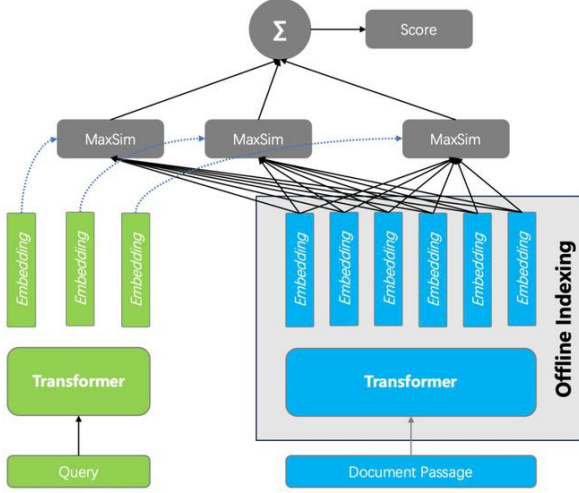 Σ
Score
MaxSim
MaxSim
MaxSim
Embedding
Embedding
Embedding
Embedding
Embedding
Embedding
Embedding
Embedding
Embedding
Offline Indexing
Transformer
Transformer
Query
Document Passage